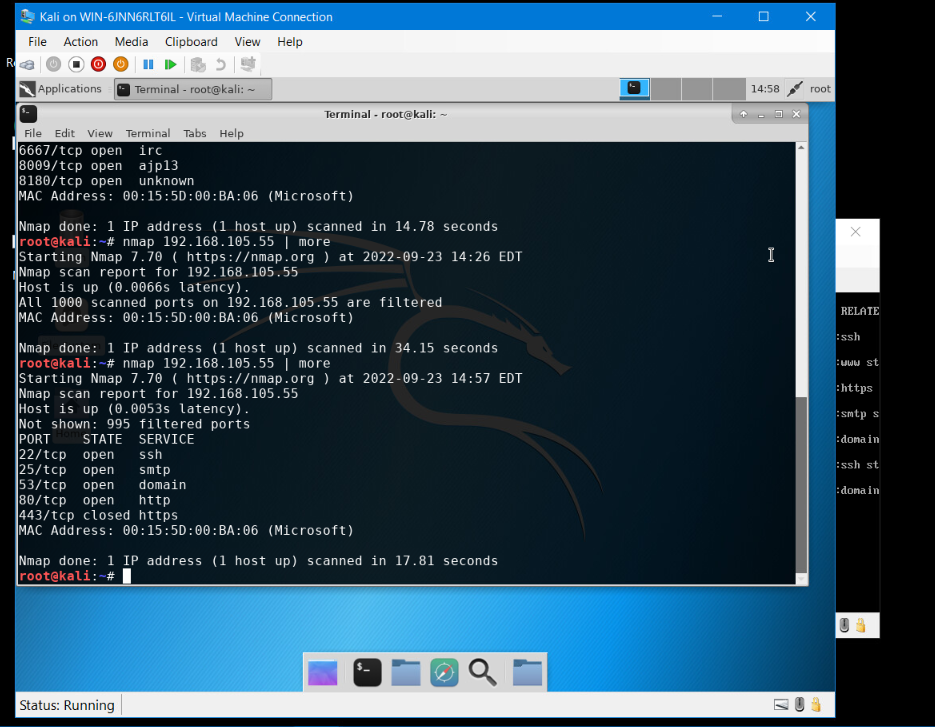 Kali on WIN-6JNN6RLT6IL - Virtual Machine Connection
File Action Media Clipboard View Help
Applications Terminal - root@kali: ~ 14:58 root
Terminal - root@kali: ~
File Edit View Terminal Tabs Help
6667/tcp open  irc
8009/tcp open  ajp13
8180/tcp open  unknown
MAC Address: 00:15:5D:00:BA:06 (Microsoft)
Nmap done: 1 IP address (1 host up) scanned in 14.78 seconds
root@kali:~# nmap 192.168.105.55 | more
Starting Nmap 7.70 ( https://nmap.org ) at 2022-09-23 14:26 EDT
Nmap scan report for 192.168.105.55
Host is up (0.0066s latency).
All 1000 scanned ports on 192.168.105.55 are filtered
MAC Address: 00:15:5D:00:BA:06 (Microsoft)
Nmap done: 1 IP address (1 host up) scanned in 34.15 seconds
root@kali:~# nmap 192.168.105.55 | more
Starting Nmap 7.70 ( https://nmap.org ) at 2022-09-23 14:57 EDT
Nmap scan report for 192.168.105.55
Host is up (0.0053s latency).
Not shown: 995 filtered ports
PORT    STATE  SERVICE
22/tcp  open   ssh
25/tcp  open   smtp
53/tcp  open   domain
80/tcp  open   http
443/tcp closed https
MAC Address: 00:15:5D:00:BA:06 (Microsoft)
Nmap done: 1 IP address (1 host up) scanned in 17.81 seconds
root@kali:~#
RELATE
:ssh
:www st
:https
:smtp s
:domain
:ssh st
:domain
Status: Running